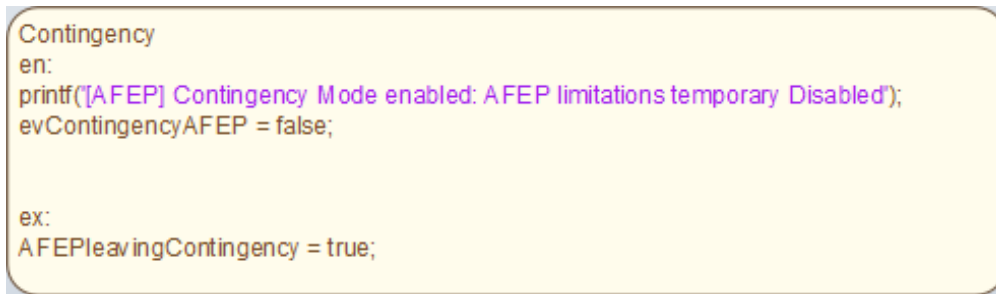 Contingency
en:
printf('[AFEP] Contingency Mode enabled: AFEP limitations temporary Disabled');
evContingencyAFEP = false;
ex:
AFEPleavingContingency = true;